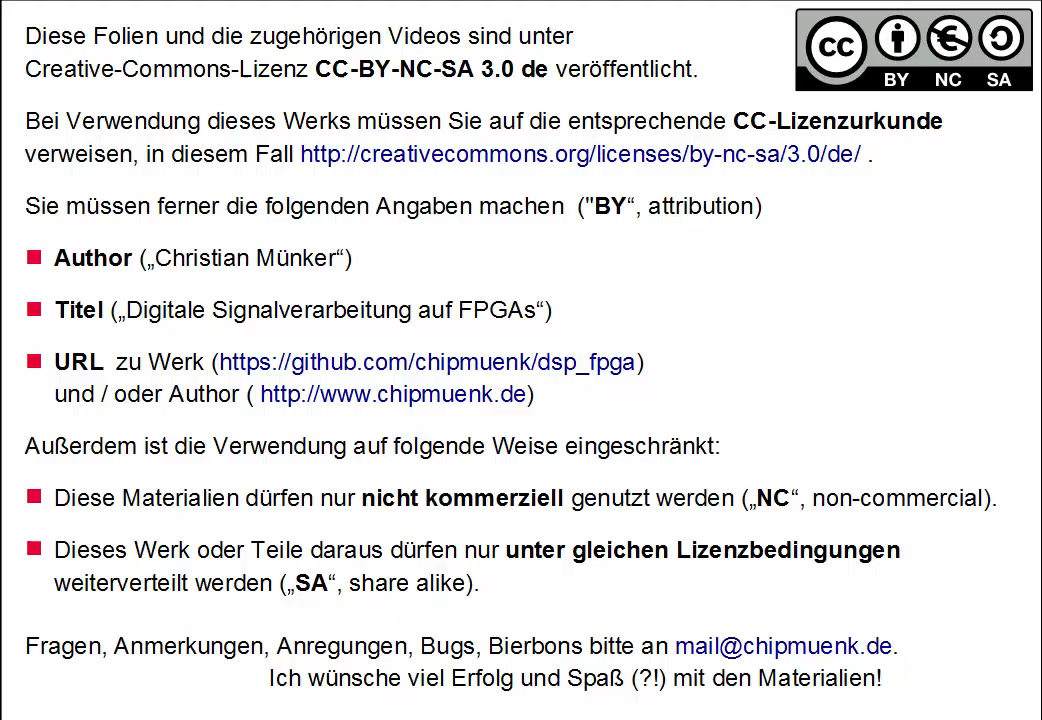 Diese Folien und die zugehörigen Videos sind unter
Creative-Commons-Lizenz CC-BY-NC-SA 3.0 de veröffentlicht.
cc
BY NC SA
Bei Verwendung dieses Werks müssen Sie auf die entsprechende CC-Lizenzurkunde
verweisen, in diesem Fall http://creativecommons.org/licenses/by-nc-sa/3.0/de/ .
Sie müssen ferner die folgenden Angaben machen ("BY“, attribution)
Author („Christian Münker“)
Titel („Digitale Signalverarbeitung auf FPGAs“)
URL zu Werk (https://github.com/chipmuenk/dsp_fpga)
und / oder Author ( http://www.chipmuenk.de)
Außerdem ist die Verwendung auf folgende Weise eingeschränkt:
Diese Materialien dürfen nur nicht kommerziell genutzt werden („NC“, non-commercial).
Dieses Werk oder Teile daraus dürfen nur unter gleichen Lizenzbedingungen
weiterverteilt werden („SA“, share alike).
Fragen, Anmerkungen, Anregungen, Bugs, Bierbons bitte an mail@chipmuenk.de.
Ich wünsche viel Erfolg und Spaß (?!) mit den Materialien!